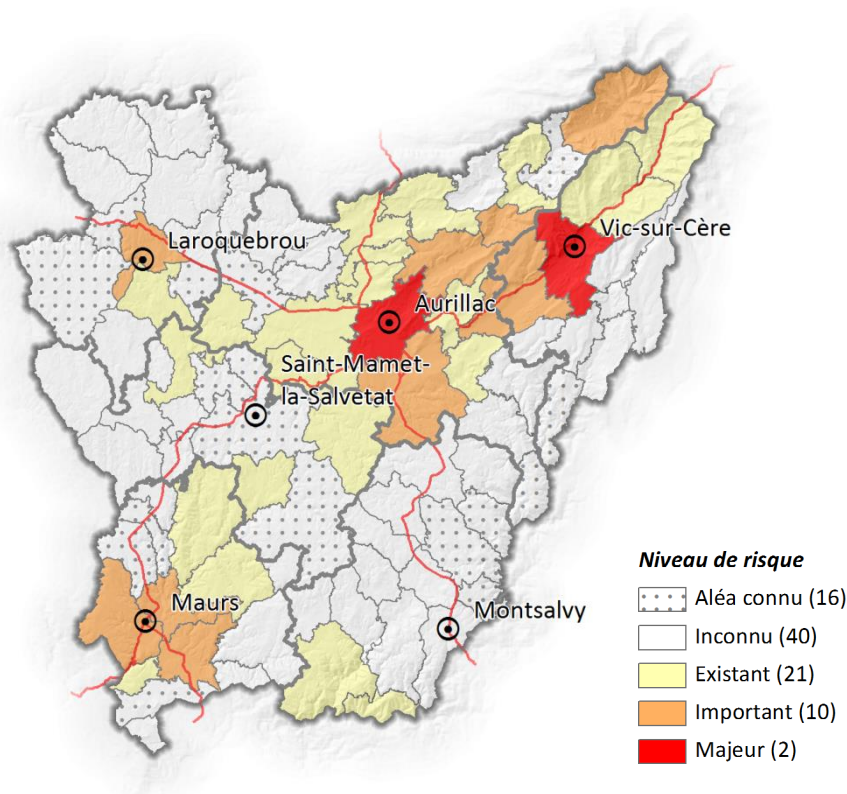 Vic-sur-Cère
Laroquebrou
Aurillac
Saint-Mamet-
la-Salvetat
Maurs
Montsalvy
Niveau de risque
Aléa connu (16)
Inconnu (40)
Existant (21)
Important (10)
Majeur (2)